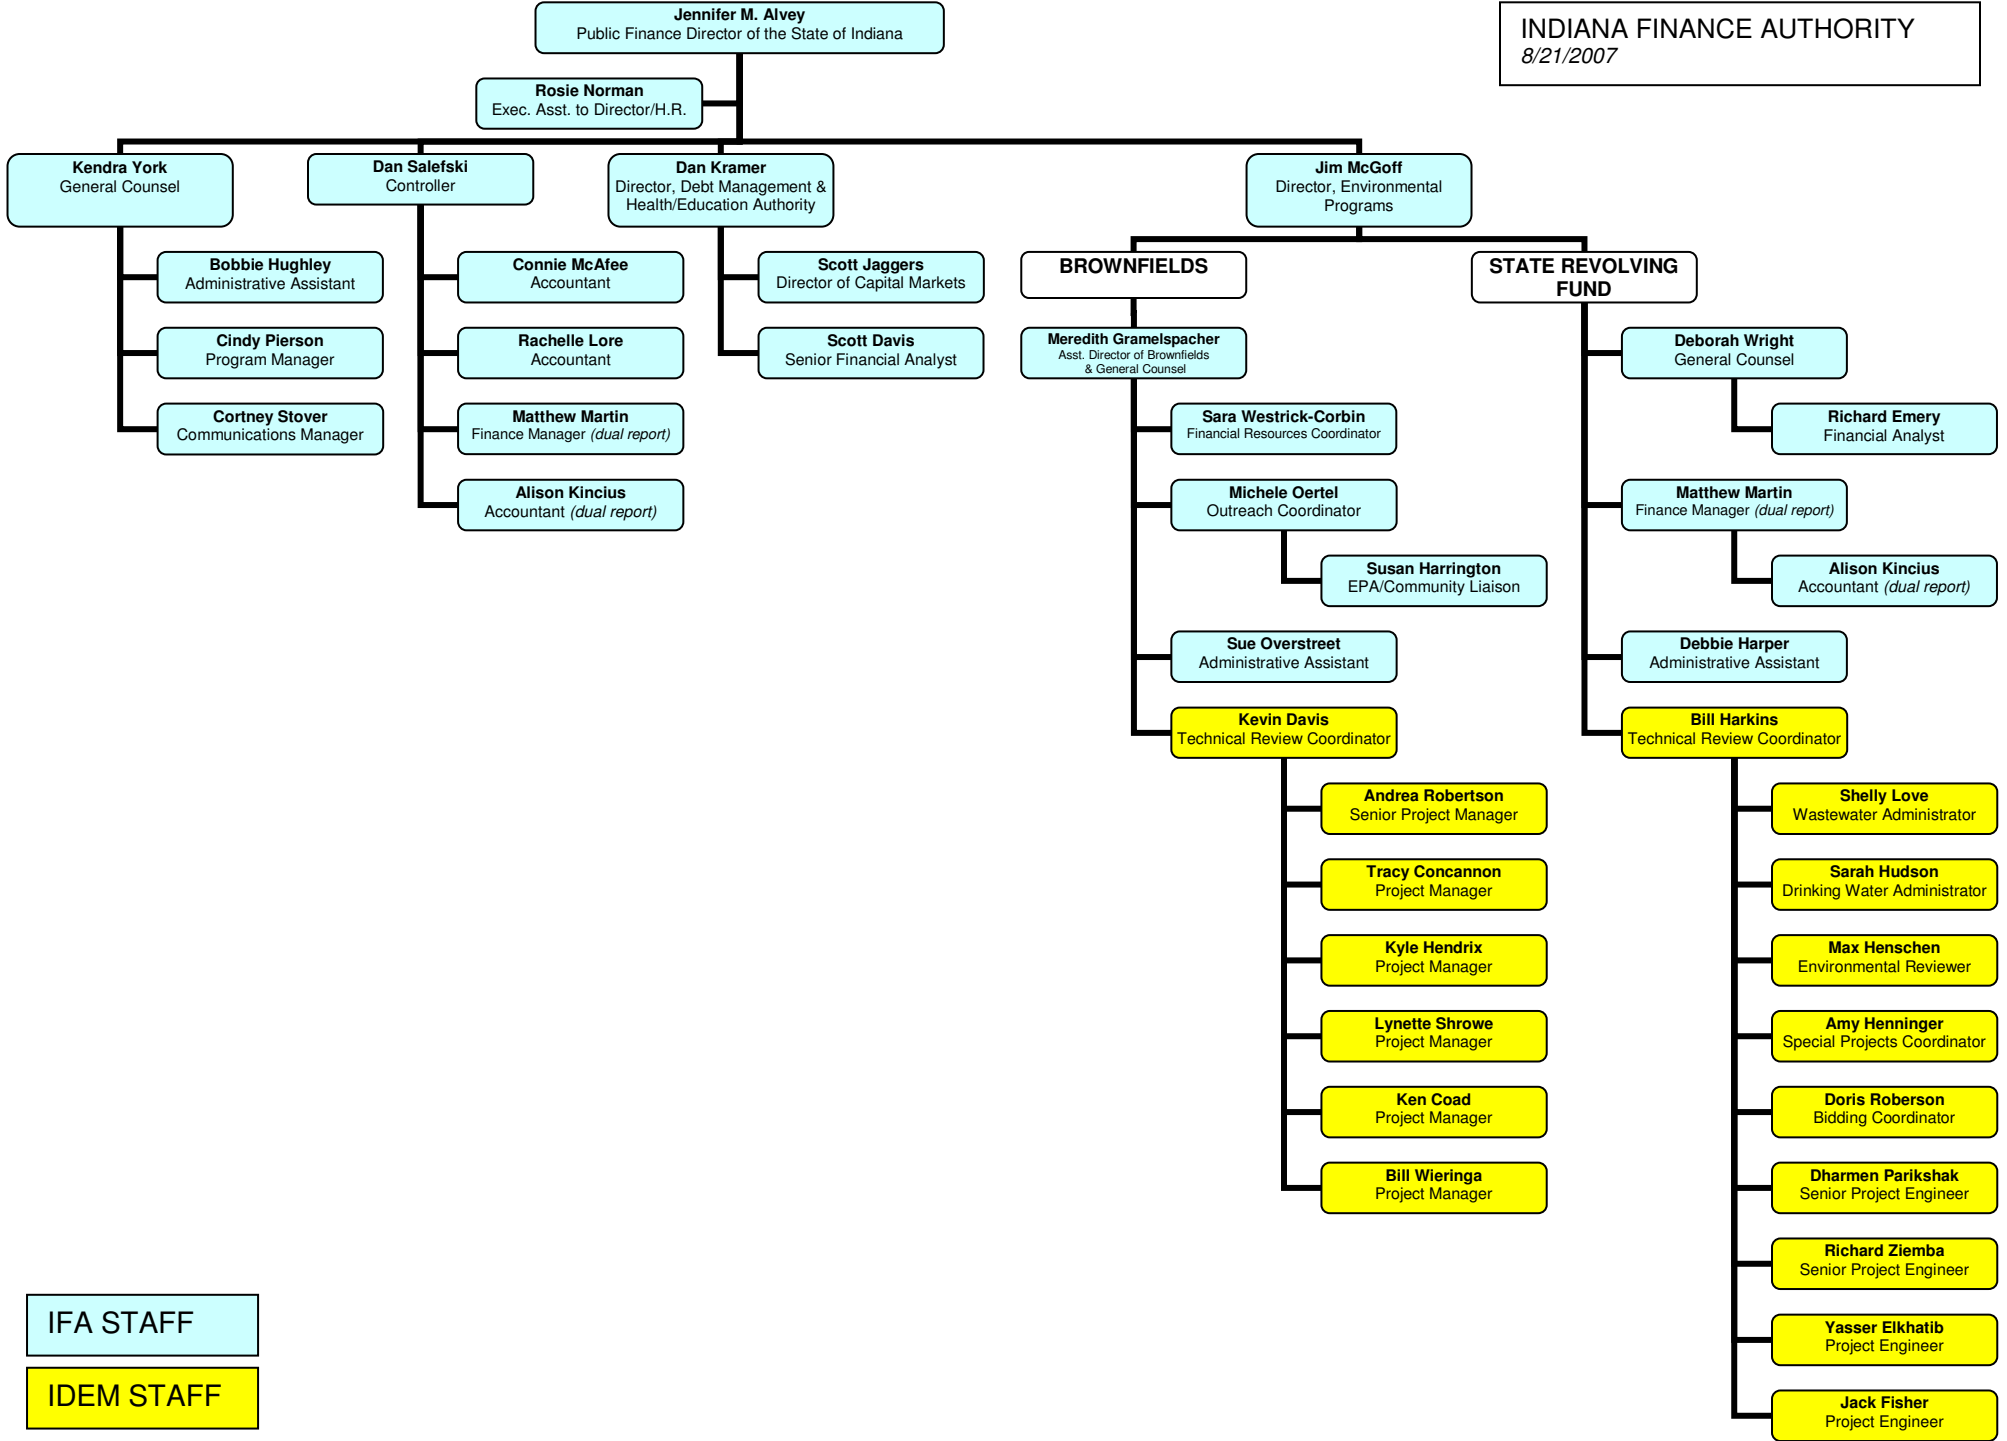 Jennifer M. Alvey
Public Finance Director of the State of Indiana
INDIANA FINANCE AUTHORITY
8/21/2007
Rosie Norman
Exec. Asst. to Director/H.R.
Kendra York
General Counsel
Dan Salefski
Controller
Dan Kramer
Director, Debt Management &
Health/Education Authority
Jim McGoff
Director, Environmental
Programs
Bobbie Hughley
Administrative Assistant
Cindy Pierson
Program Manager
Cortney Stover
Communications Manager
Connie McAfee
Accountant
Rachelle Lore
Accountant
Matthew Martin
Finance Manager (dual report)
Alison Kincius
Accountant (dual report)
Scott Jaggers
Director of Capital Markets
Scott Davis
Senior Financial Analyst
BROWNFIELDS
Meredith Gramelspacher
Asst. Director of Brownfields
& General Counsel
Sara Westrick-Corbin
Financial Resources Coordinator
Michele Oertel
Outreach Coordinator
Susan Harrington
EPA/Community Liaison
Sue Overstreet
Administrative Assistant
Kevin Davis
Technical Review Coordinator
Andrea Robertson
Senior Project Manager
Tracy Concannon
Project Manager
Kyle Hendrix
Project Manager
Lynette Shrowe
Project Manager
Ken Coad
Project Manager
Bill Wieringa
Project Manager
STATE REVOLVING
FUND
Deborah Wright
General Counsel
Richard Emery
Financial Analyst
Matthew Martin
Finance Manager (dual report)
Alison Kincius
Accountant (dual report)
Debbie Harper
Administrative Assistant
Bill Harkins
Technical Review Coordinator
Shelly Love
Wastewater Administrator
Sarah Hudson
Drinking Water Administrator
Max Henschen
Environmental Reviewer
Amy Henninger
Special Projects Coordinator
Doris Roberson
Bidding Coordinator
Dharmen Parikshak
Senior Project Engineer
Richard Ziemba
Senior Project Engineer
Yasser Elkhatib
Project Engineer
Jack Fisher
Project Engineer
IFA STAFF
IDEM STAFF